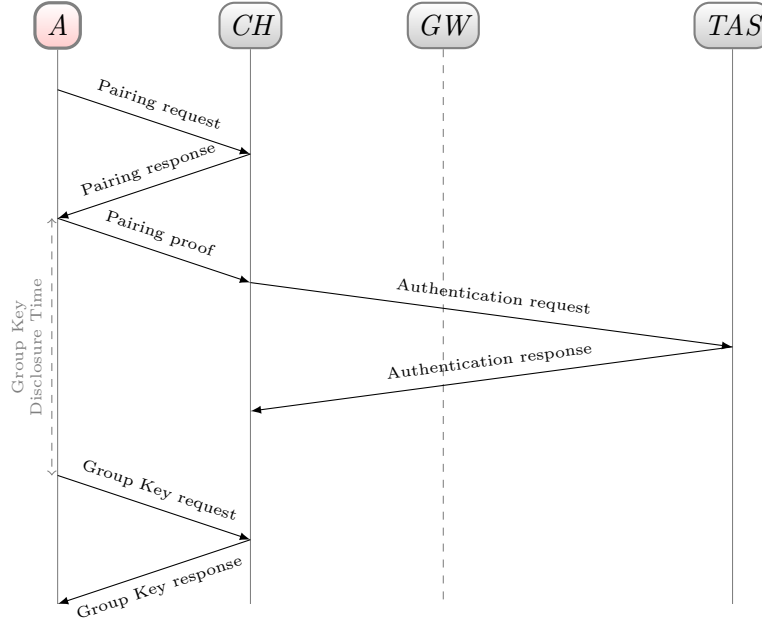 A
CH
GW
TAS
Pairing request
Pairing response
Pairing proof
Authentication request
Authentication response
Group Key
Disclosure Time
Group Key request
Group Key response